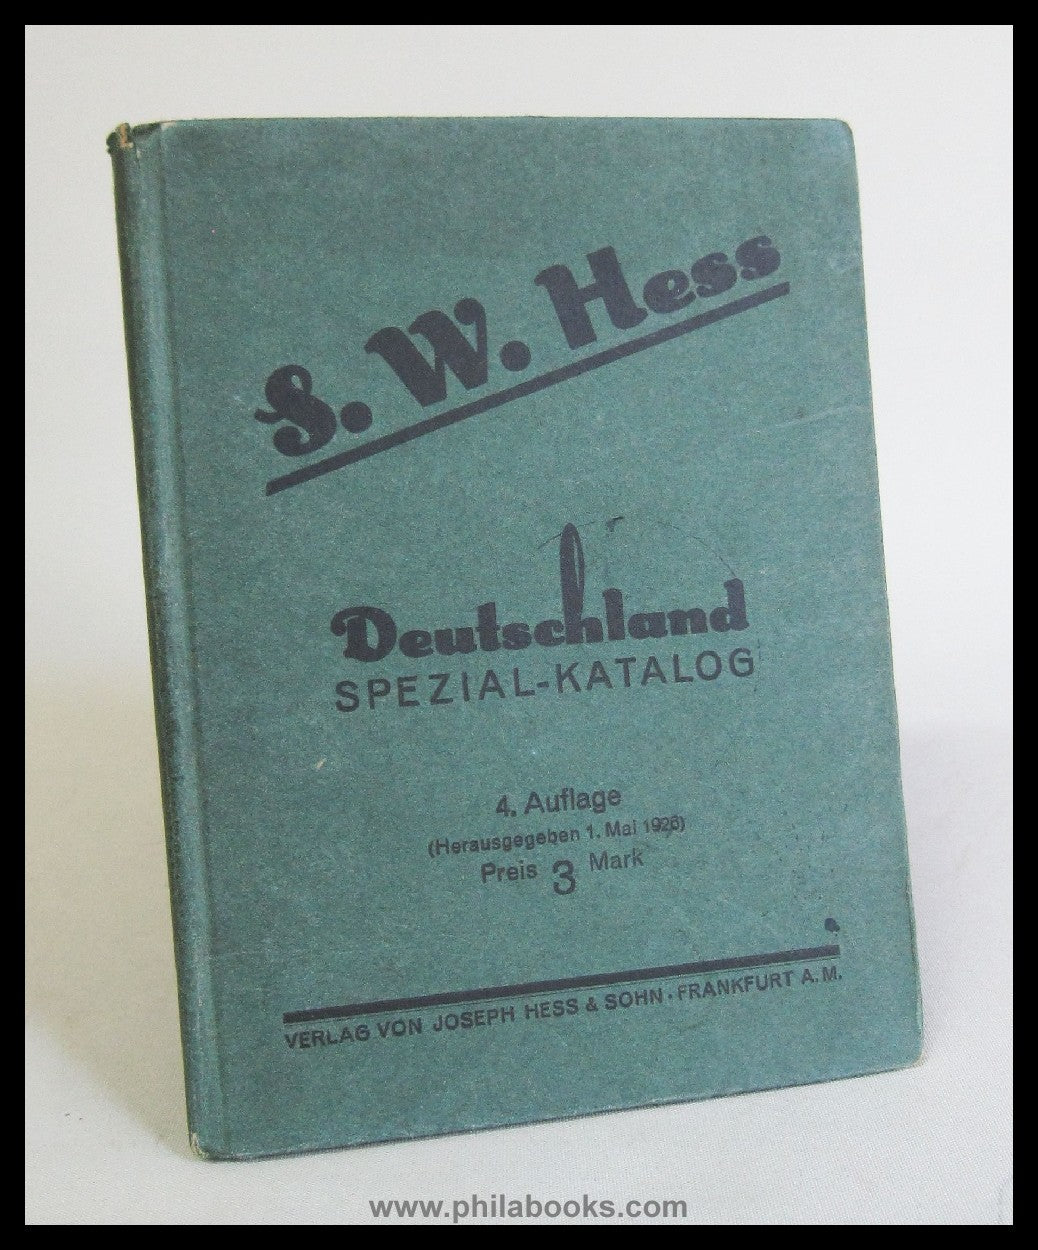 S. W. Hess
Deutschland
SPEZIAL-KATALOG
4. Auflage
(Herausgegeben 1. Mai 1926)
Preis 3 Mark
VERLAG VON JOSEPH HESS & SOHN · FRANKFURT A. M.
www.philabooks.com